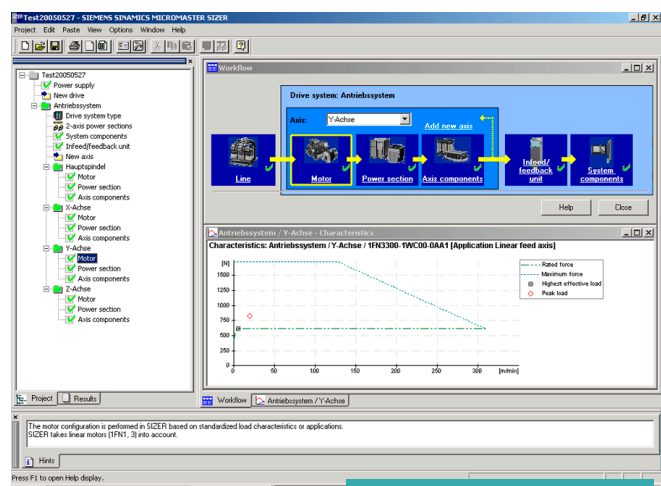 Test20050527 - SIEMENS SINAMICS MICROMASTER SIZER
Project Edit Paste View Options Window Help
Test20050527
Power supply
New drive
Antriebssystem
Drive system type
2-axis power sections
System components
Infeed/feedback unit
New axis
Hauptspindel
Motor
Power section
Axis components
X-Achse
Motor
Power section
Axis components
Y-Achse
Motor
Power section
Axis components
Z-Achse
Motor
Power section
Axis components
Project Results
Workflow
Drive system: Antriebssystem
Axis: Y-Achse
Add new axis
Line
Motor
Power section
Axis components
Infeed/
feedback
unit
System
components
Help Close
Antriebssystem / Y-Achse - Characteristics
Characteristics: Antriebssystem / Y-Achse / 1FN3300-1WC00-0AA1 [Application Linear feed axis]
[N]
1500
1250
1000
750
500
250
0
0 50 100 150 200 250 300 [m/min]
Rated force
Maximum force
Highest effective load
Peak load
Workflow Antriebssystem / Y-Achse
The motor configuration is performed in SIZER based on standardized load characteristics or applications.
SIZER takes linear motors (1FN1, 3) into account.
Hints
Press F1 to open Help display.